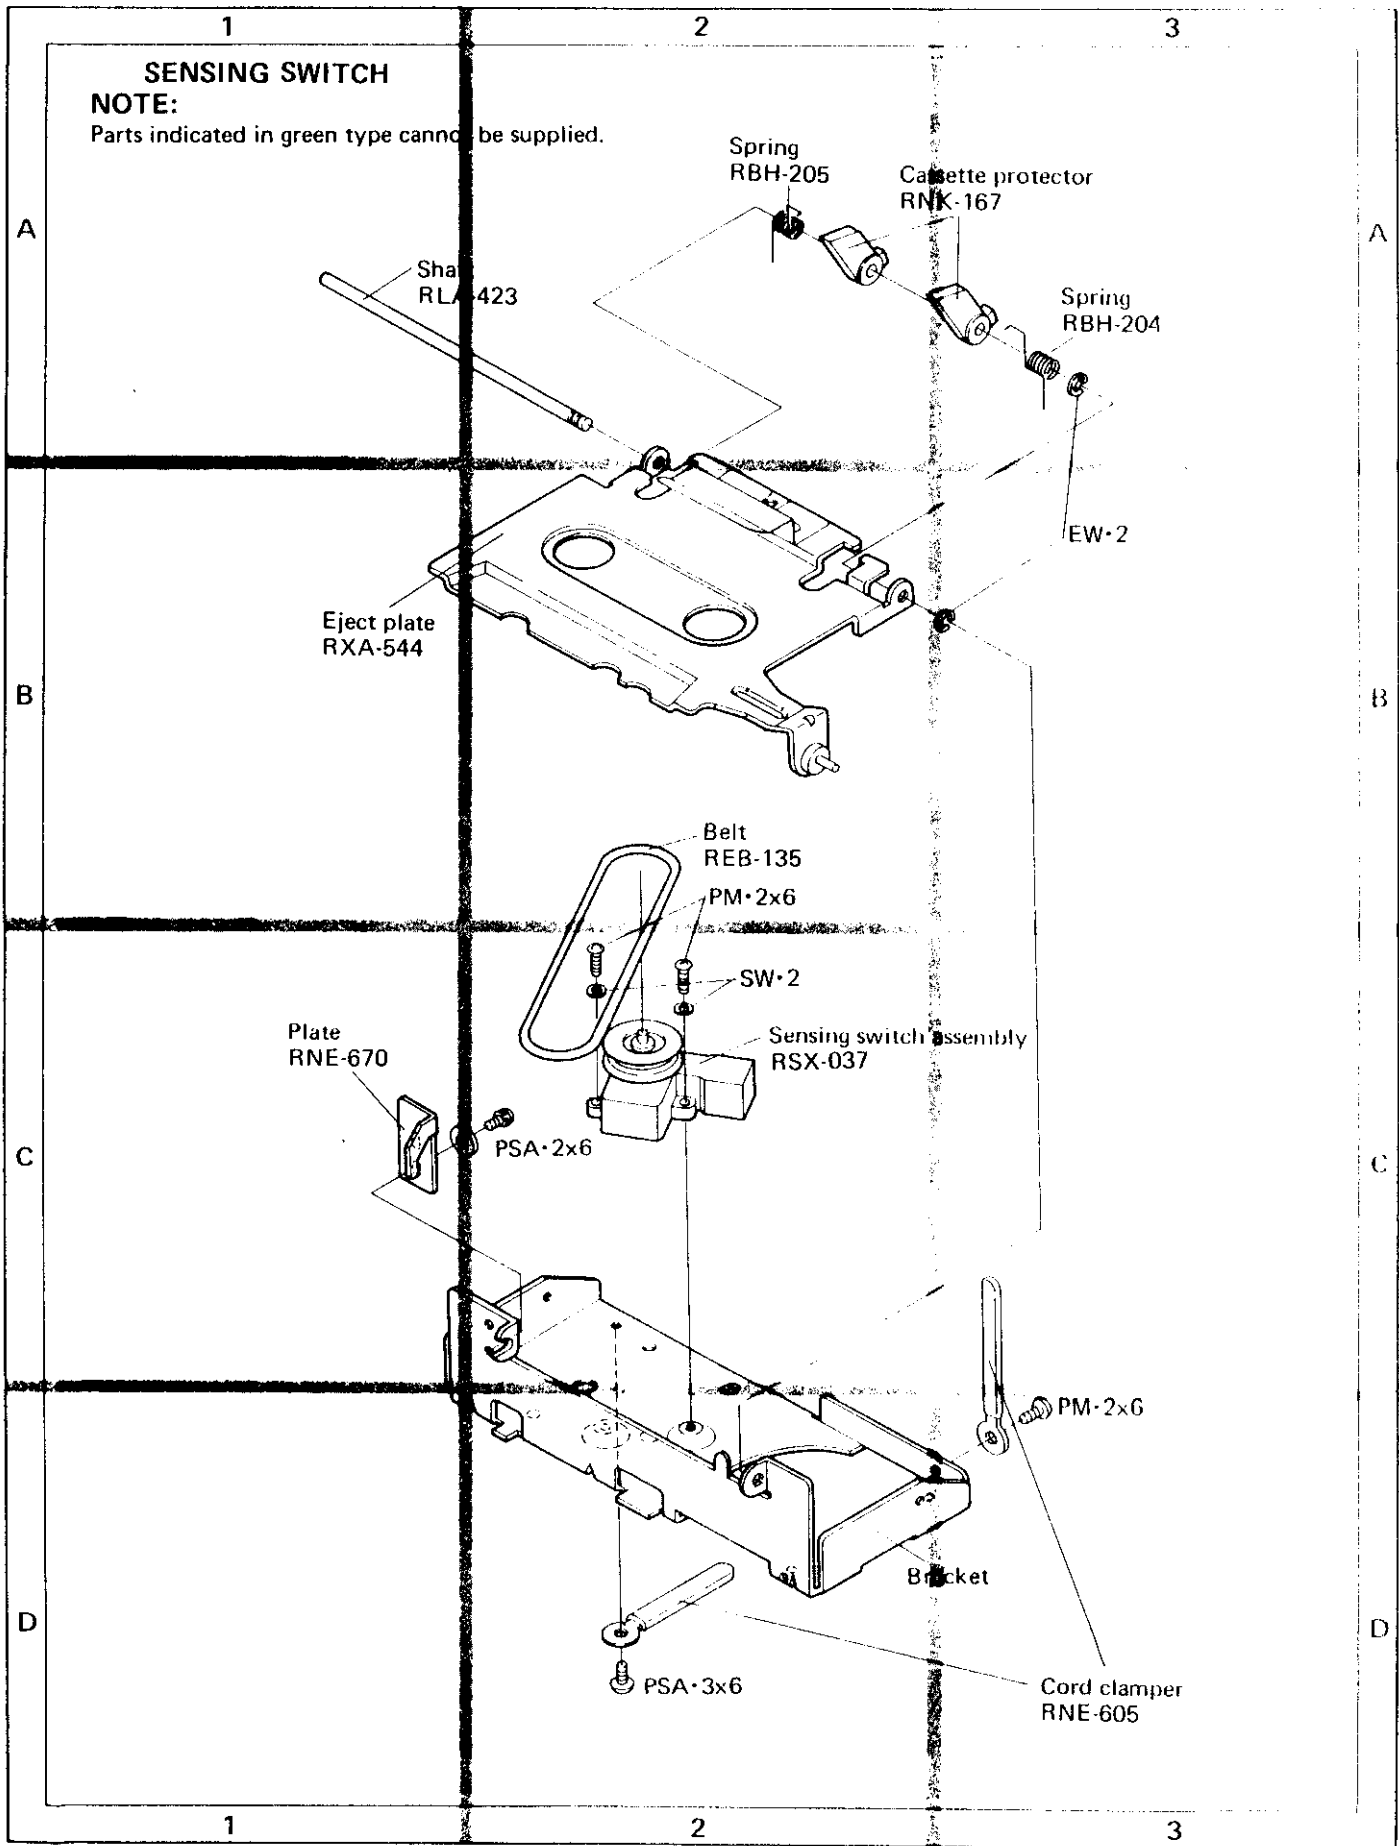 1 2 3
SENSING SWITCH
NOTE:
Parts indicated in green type cannot be supplied.
Spring
RBH-205
Cassette protector
RNK-167
A A
Shaft
RLA-423
Spring
RBH-204
EW•2
Eject plate
RXA-544
B B
Belt
REB-135
PM•2x6
SW•2
Plate
RNE-670
Sensing switch assembly
RSX-037
PSA•2x6
C C
PM•2x6
Bracket
D D
PSA•3x6
Cord clamper
RNE-605
1 2 3